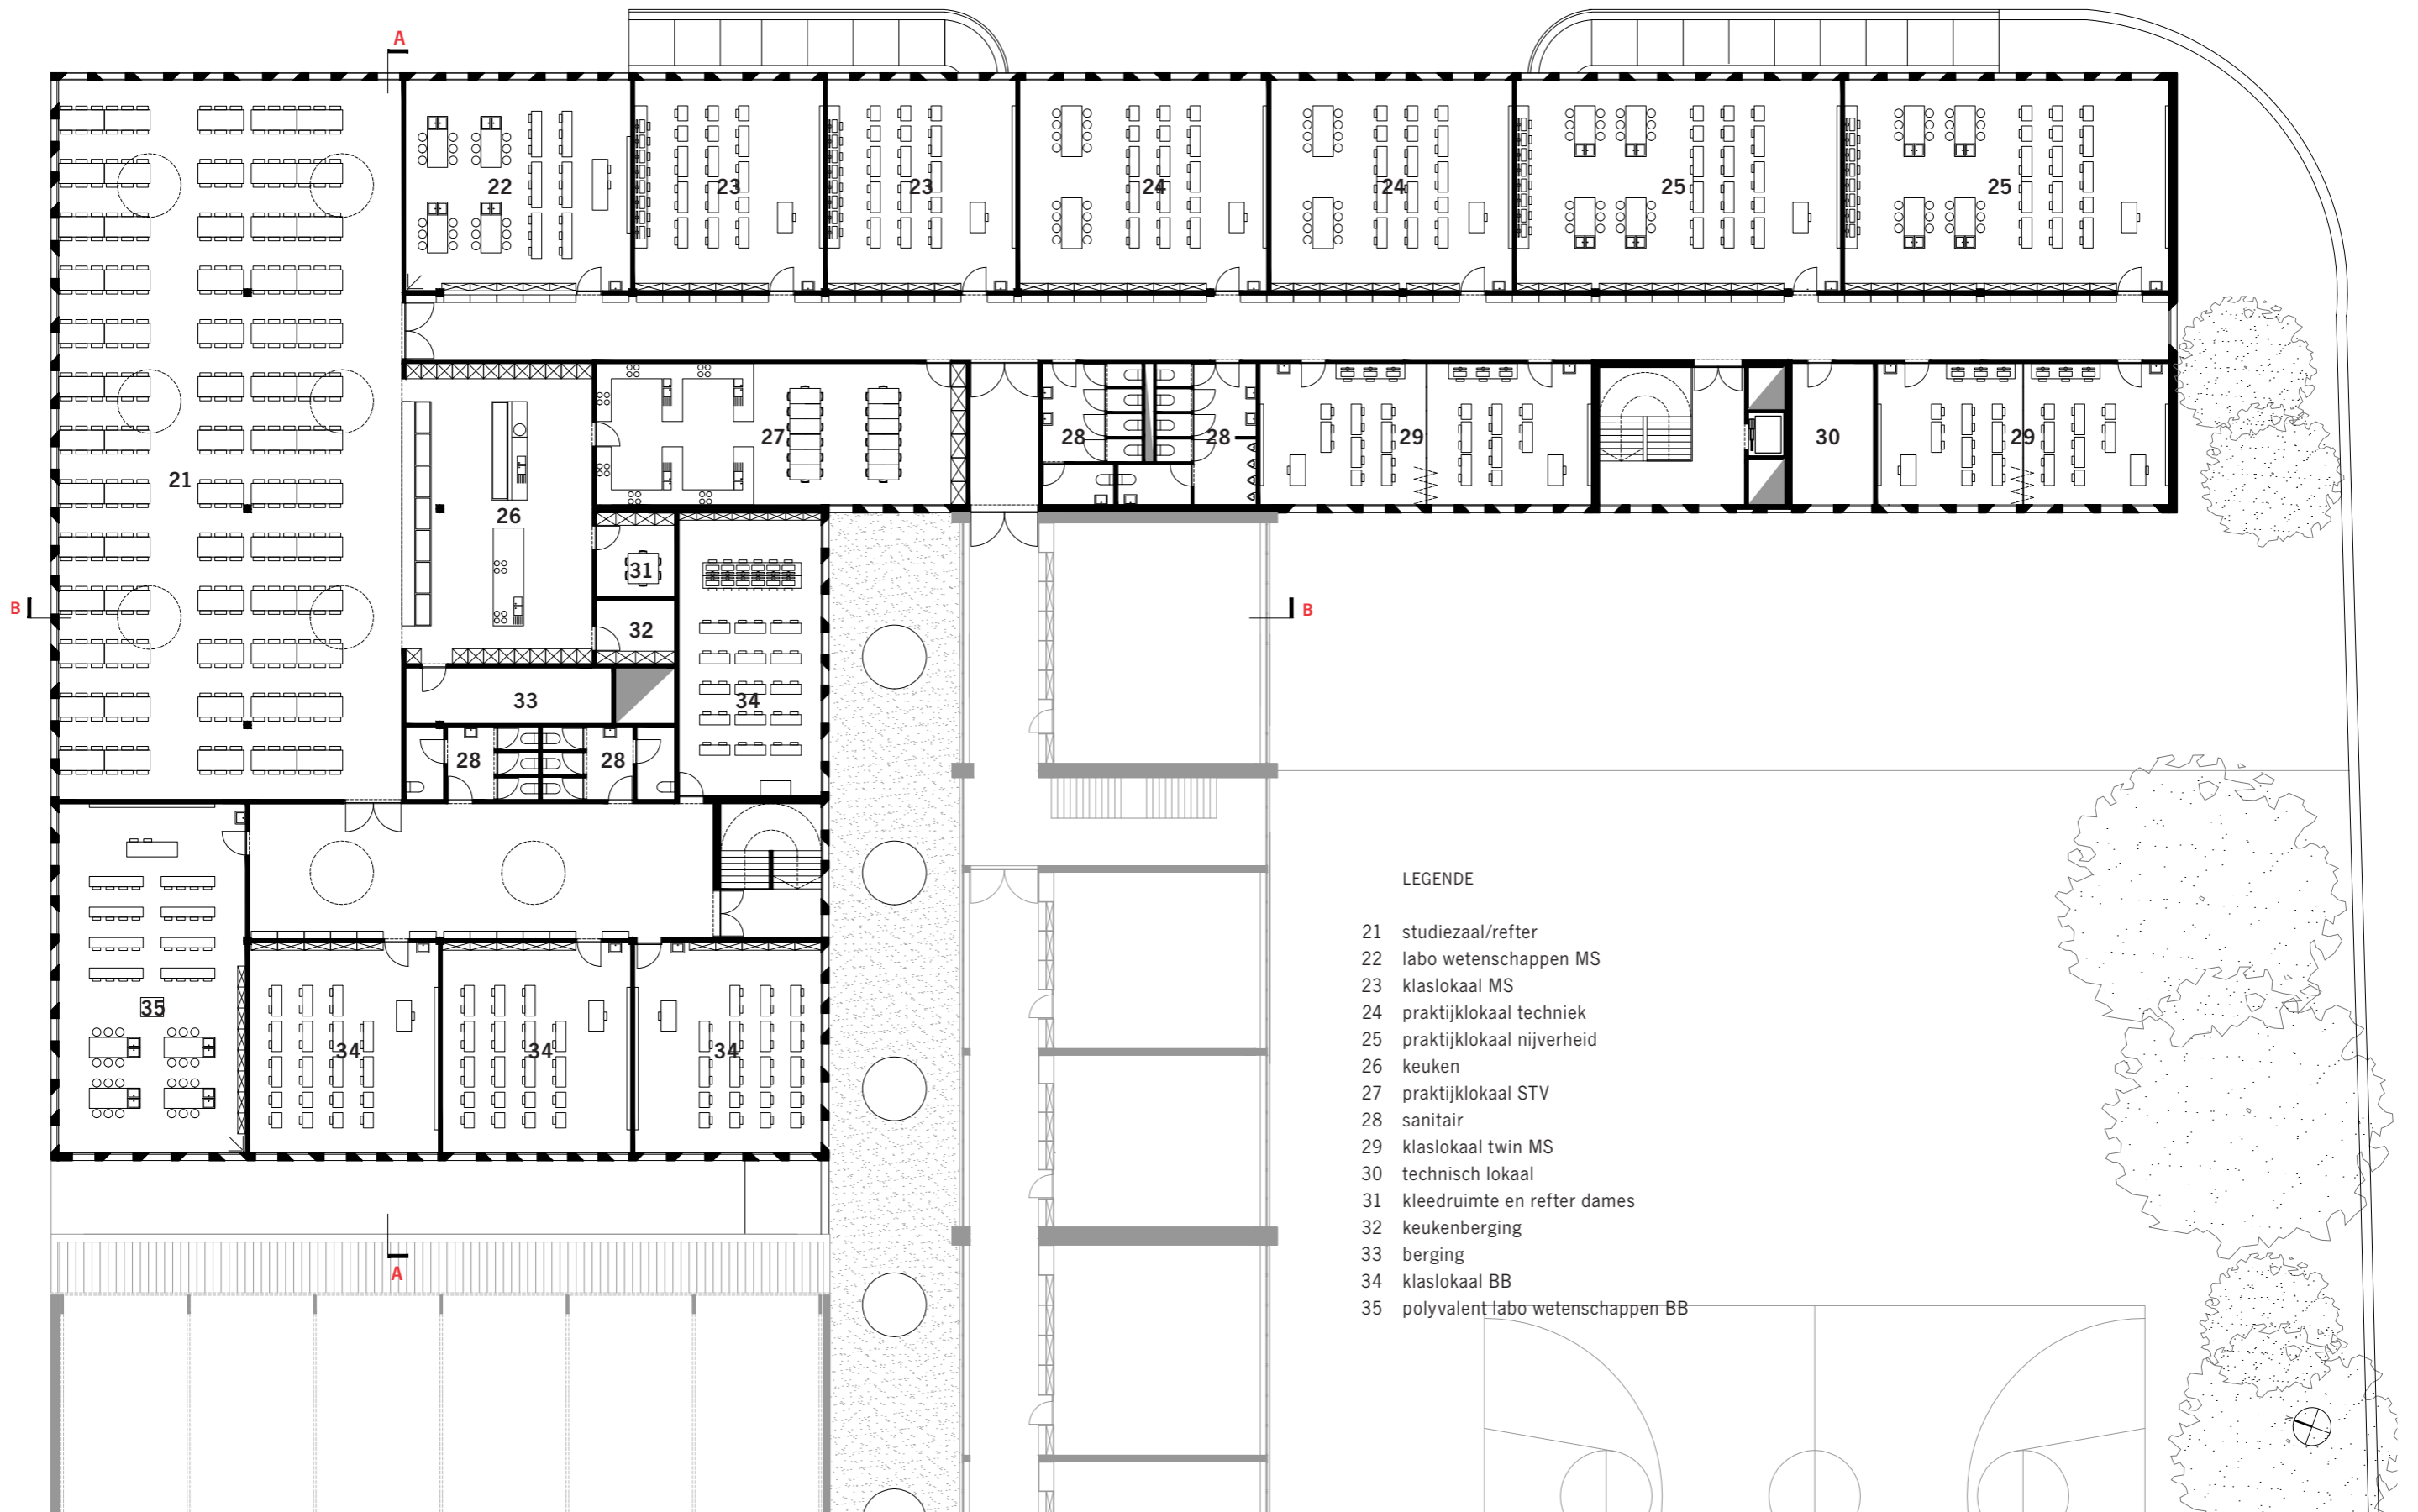 A
22
23
23
24
24
25
25
21
26
27
28
28
29
30
29
31
32
B
B
33
34
28
28
35
34
34
34
A
LEGENDE
21 studiezaal/refter
22 labo wetenschappen MS
23 klaslokaal MS
24 praktijklokaal techniek
25 praktijklokaal nijverheid
26 keuken
27 praktijklokaal STV
28 sanitair
29 klaslokaal twin MS
30 technisch lokaal
31 kleedruimte en refter dames
32 keukenberging
33 berging
34 klaslokaal BB
35 polyvalent labo wetenschappen BB
N